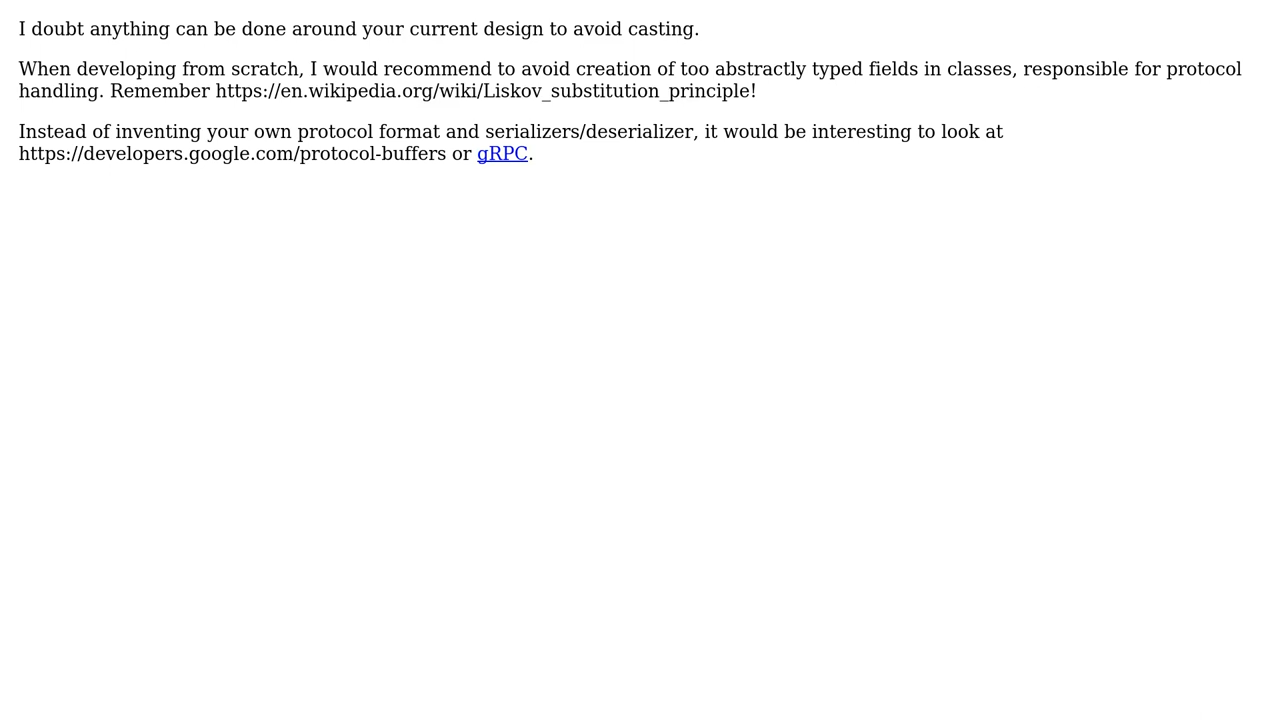 I doubt anything can be done around your current design to avoid casting.
When developing from scratch, I would recommend to avoid creation of too abstractly typed fields in classes, responsible for protocol
handling. Remember https://en.wikipedia.org/wiki/Liskov_substitution_principle!
Instead of inventing your own protocol format and serializers/deserializer, it would be interesting to look at
https://developers.google.com/protocol-buffers or gRPC.